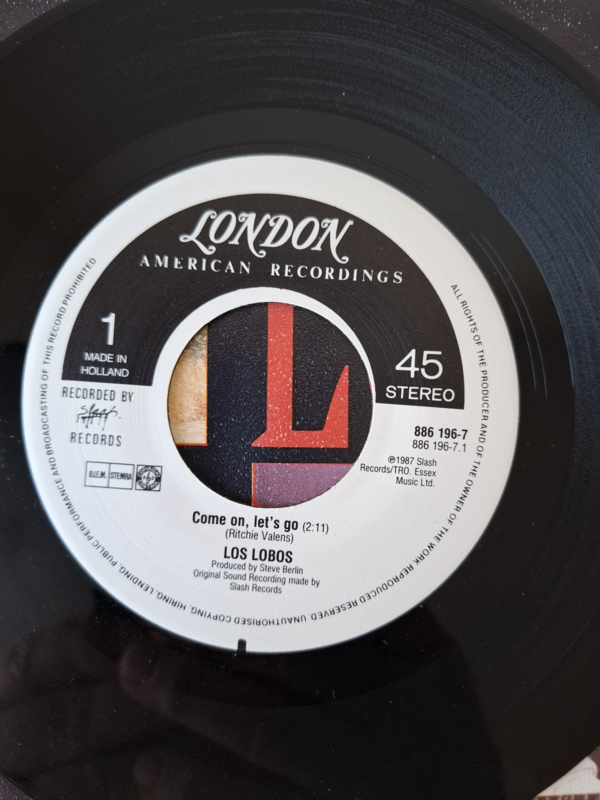 LONDON
AMERICAN RECORDINGS
1
MADE IN
HOLLAND
45
STEREO
RECORDED BY
slash
RECORDS
886 196-7
886 196-7.1
℗1987 Slash
Records/TRO. Essex
Music Ltd.
B.I.E.M. STEMRA
Come on, let's go (2:11)
(Ritchie Valens)
LOS LOBOS
Produced by Steve Berlin
Original Sound Recording made by
Slash Records
ALL RIGHTS OF THE PRODUCER AND OF THE OWNER OF THE WORK REPRODUCED RESERVED. UNAUTHORISED COPYING, HIRING, LENDING, PUBLIC PERFORMANCE AND BROADCASTING OF THIS RECORD PROHIBITED
L